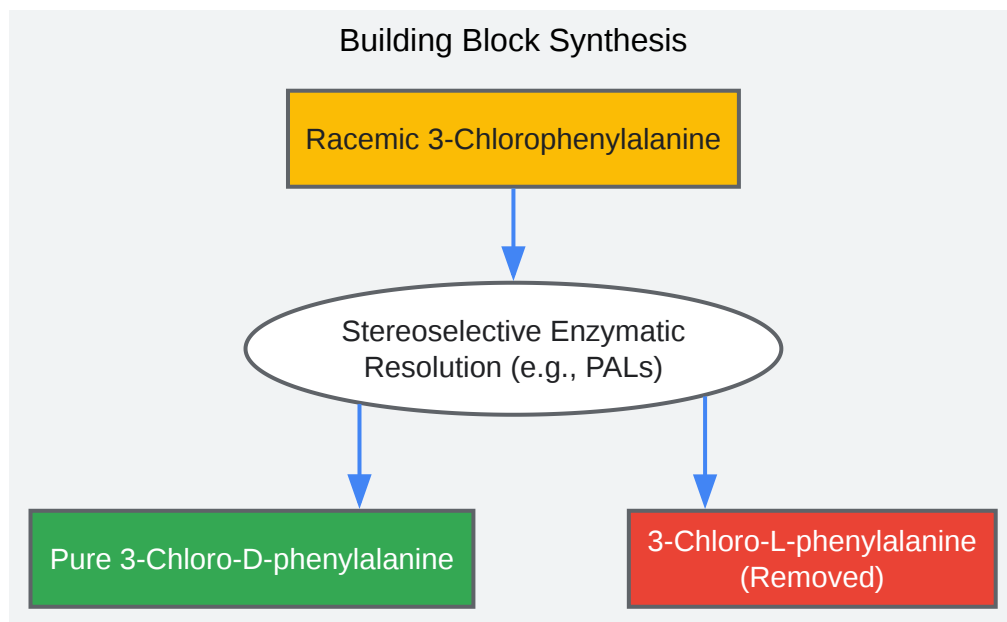 Building Block Synthesis
Racemic 3-Chlorophenylalanine
Stereoselective Enzymatic
Resolution (e.g., PALs)
Pure 3-Chloro-D-phenylalanine
3-Chloro-L-phenylalanine
(Removed)